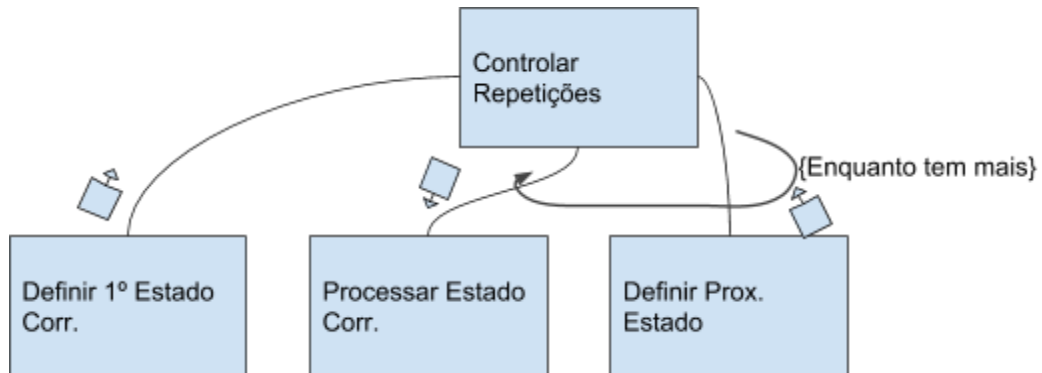 Controlar
Repetições
{Enquanto tem mais}
Definir 1º Estado
Corr.
Processar Estado
Corr.
Definir Prox.
Estado